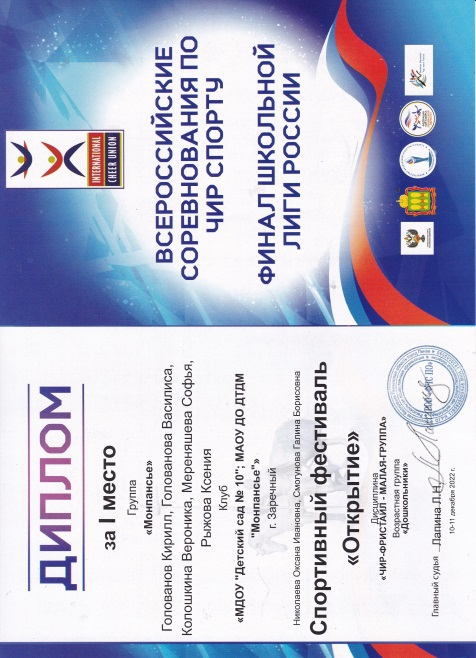 INTERNATIONAL
CHEER UNION
ВСЕРОССИЙСКИЕ
СОРЕВНОВАНИЯ ПО
ЧИР СПОРТУ
ФИНАЛ ШКОЛЬНОЙ
ЛИГИ РОССИИ
ДИПЛОМ
за I место
Группа
«Монпансье»
Голованов Кирилл, Голованова Василиса,
Колошкина Вероника, Мереняшева Софья,
Рыжова Ксения
Клуб
«МДОУ "Детский сад № 10"; МАОУ ДО ДТДМ
"Монпансье"»
г. Заречный
Николаева Оксана Ивановна, Смогунова Галина Борисовна
Спортивный фестиваль
«Открытие»
Дисциплина
«ЧИР-ФРИСТАЙЛ - МАЛАЯ-ГРУППА»
Возрастная группа
«Дошкольники»
Главный судья Лапина Л.Н.
10-11 декабря 2022 г.